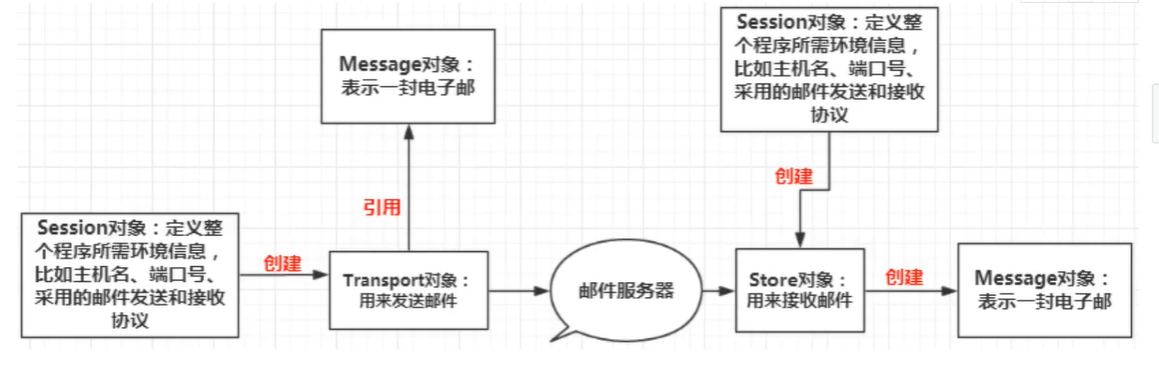 Message对象：
表示一封电子邮
引用
Session对象：定义整
个程序所需环境信息，
比如主机名、端口号、
采用的邮件发送和接收
协议
创建
Transport对象：
用来发送邮件
邮件服务器
Session对象：定义整
个程序所需环境信息，
比如主机名、端口号、
采用的邮件发送和接收
协议
创建
Store对象：
用来接收邮件
创建
Message对象：
表示一封电子邮